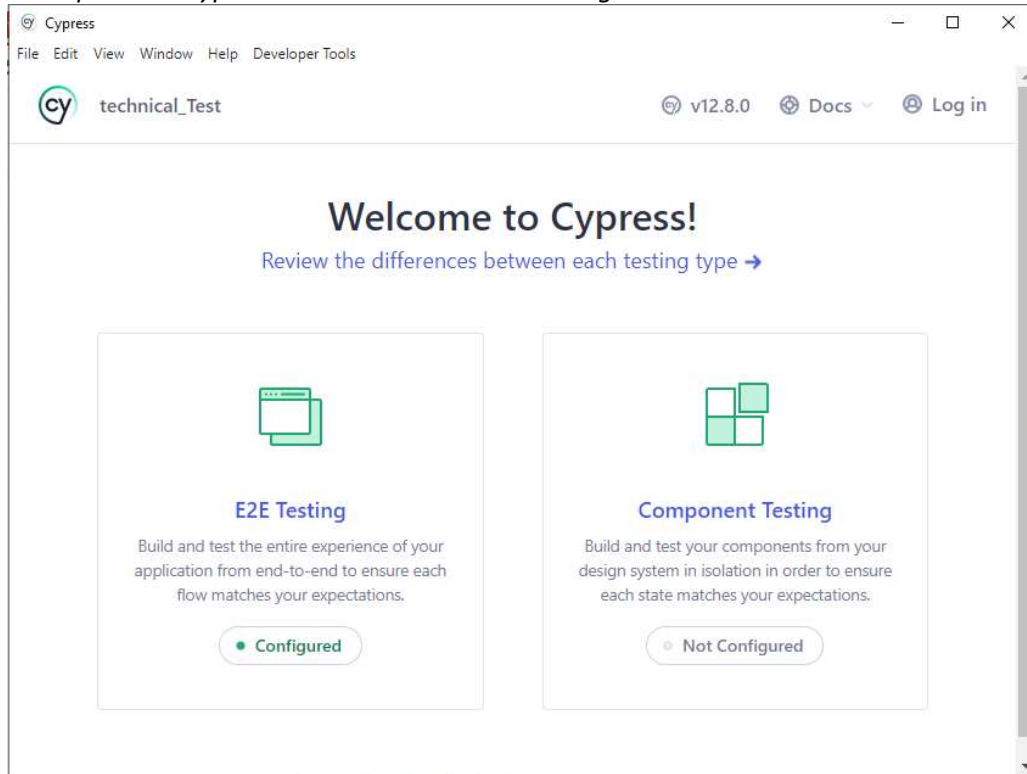 Cypress
File Edit View Window Help Developer Tools
cy technical_Test v12.8.0 Docs Log in
Welcome to Cypress!
Review the differences between each testing type →
E2E Testing
Build and test the entire experience of your
application from end-to-end to ensure each
flow matches your expectations.
Configured
Component Testing
Build and test your components from your
design system in isolation in order to ensure
each state matches your expectations.
Not Configured